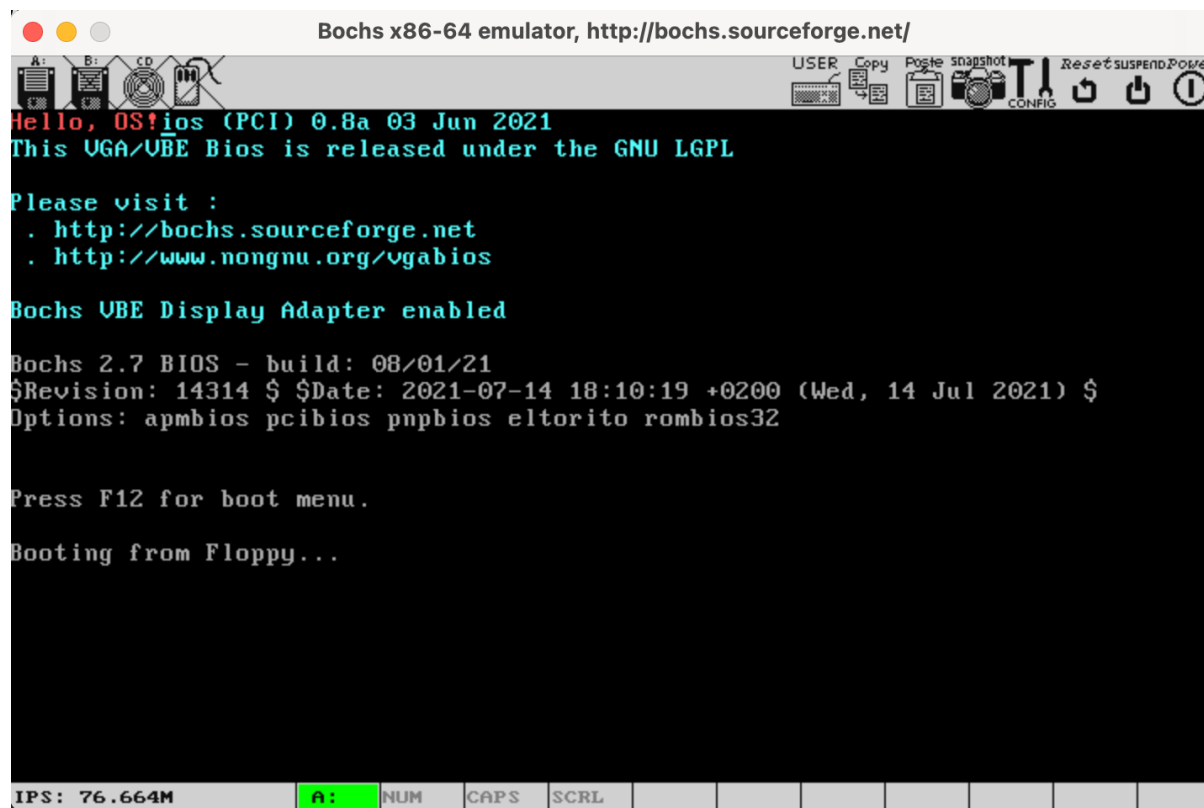 Bochs x86-64 emulator, http://bochs.sourceforge.net/
A: B: CD USER Copy Paste snapshot CONFIG Reset SUSPEND Powe
Hello, OS!ios (PCI) 0.8a 03 Jun 2021
This VGA/VBE Bios is released under the GNU LGPL
Please visit :
. http://bochs.sourceforge.net
. http://www.nongnu.org/vgabios
Bochs VBE Display Adapter enabled
Bochs 2.7 BIOS - build: 08/01/21
$Revision: 14314 $ $Date: 2021-07-14 18:10:19 +0200 (Wed, 14 Jul 2021) $
Options: apmbios pcibios pnpbios eltorito rombios32
Press F12 for boot menu.
Booting from Floppy...
IPS: 76.664M A: NUM CAPS SCRL